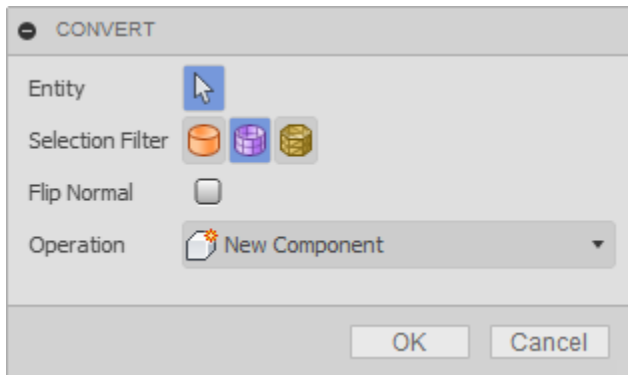 CONVERT
Entity
Selection Filter
Flip Normal
Operation New Component
OK Cancel